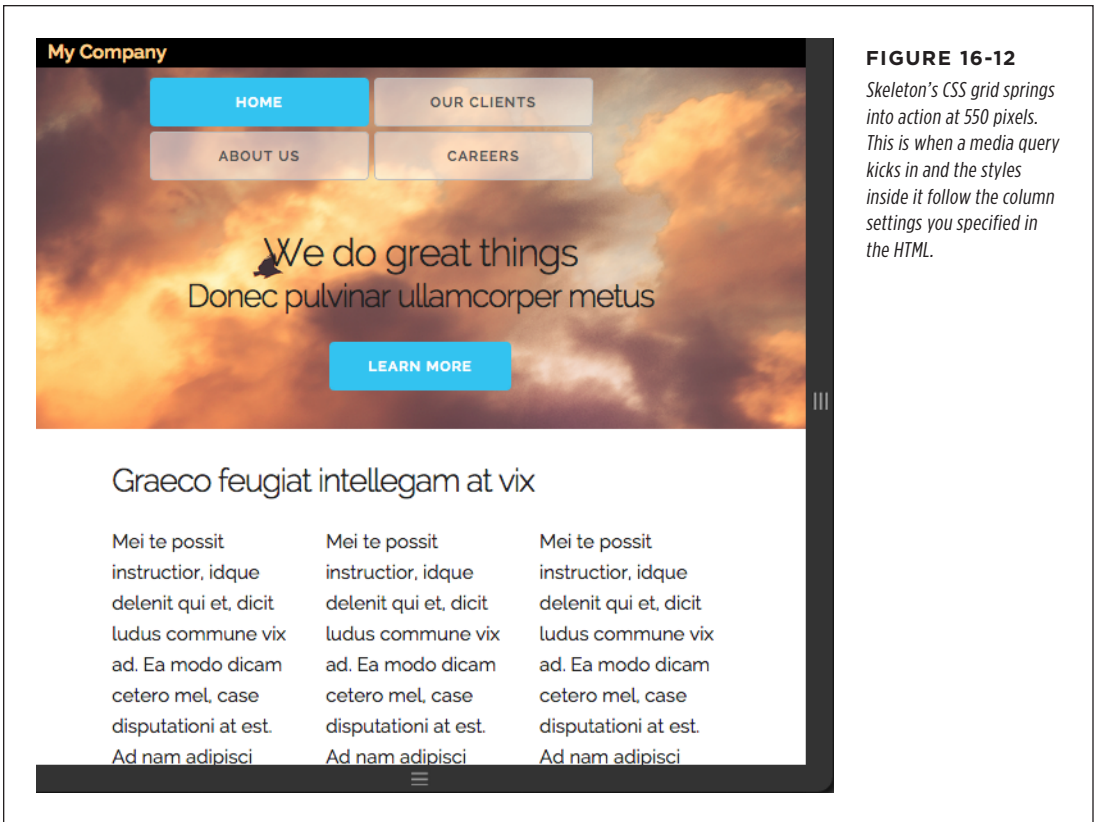 My Company
HOME
OUR CLIENTS
ABOUT US
CAREERS
We do great things
Donec pulvinar ullamcorper metus
LEARN MORE
Graeco feugiat intellegam at vix
Mei te possit
instructior, idque
delenit qui et, dicit
ludus commune vix
ad. Ea modo dicam
cetero mel, case
disputationi at est.
Ad nam adipisci
Mei te possit
instructior, idque
delenit qui et, dicit
ludus commune vix
ad. Ea modo dicam
cetero mel, case
disputationi at est.
Ad nam adipisci
Mei te possit
instructior, idque
delenit qui et, dicit
ludus commune vix
ad. Ea modo dicam
cetero mel, case
disputationi at est.
Ad nam adipisci
FIGURE 16-12
Skeleton's CSS grid springs
into action at 550 pixels.
This is when a media query
kicks in and the styles
inside it follow the column
settings you specified in
the HTML.